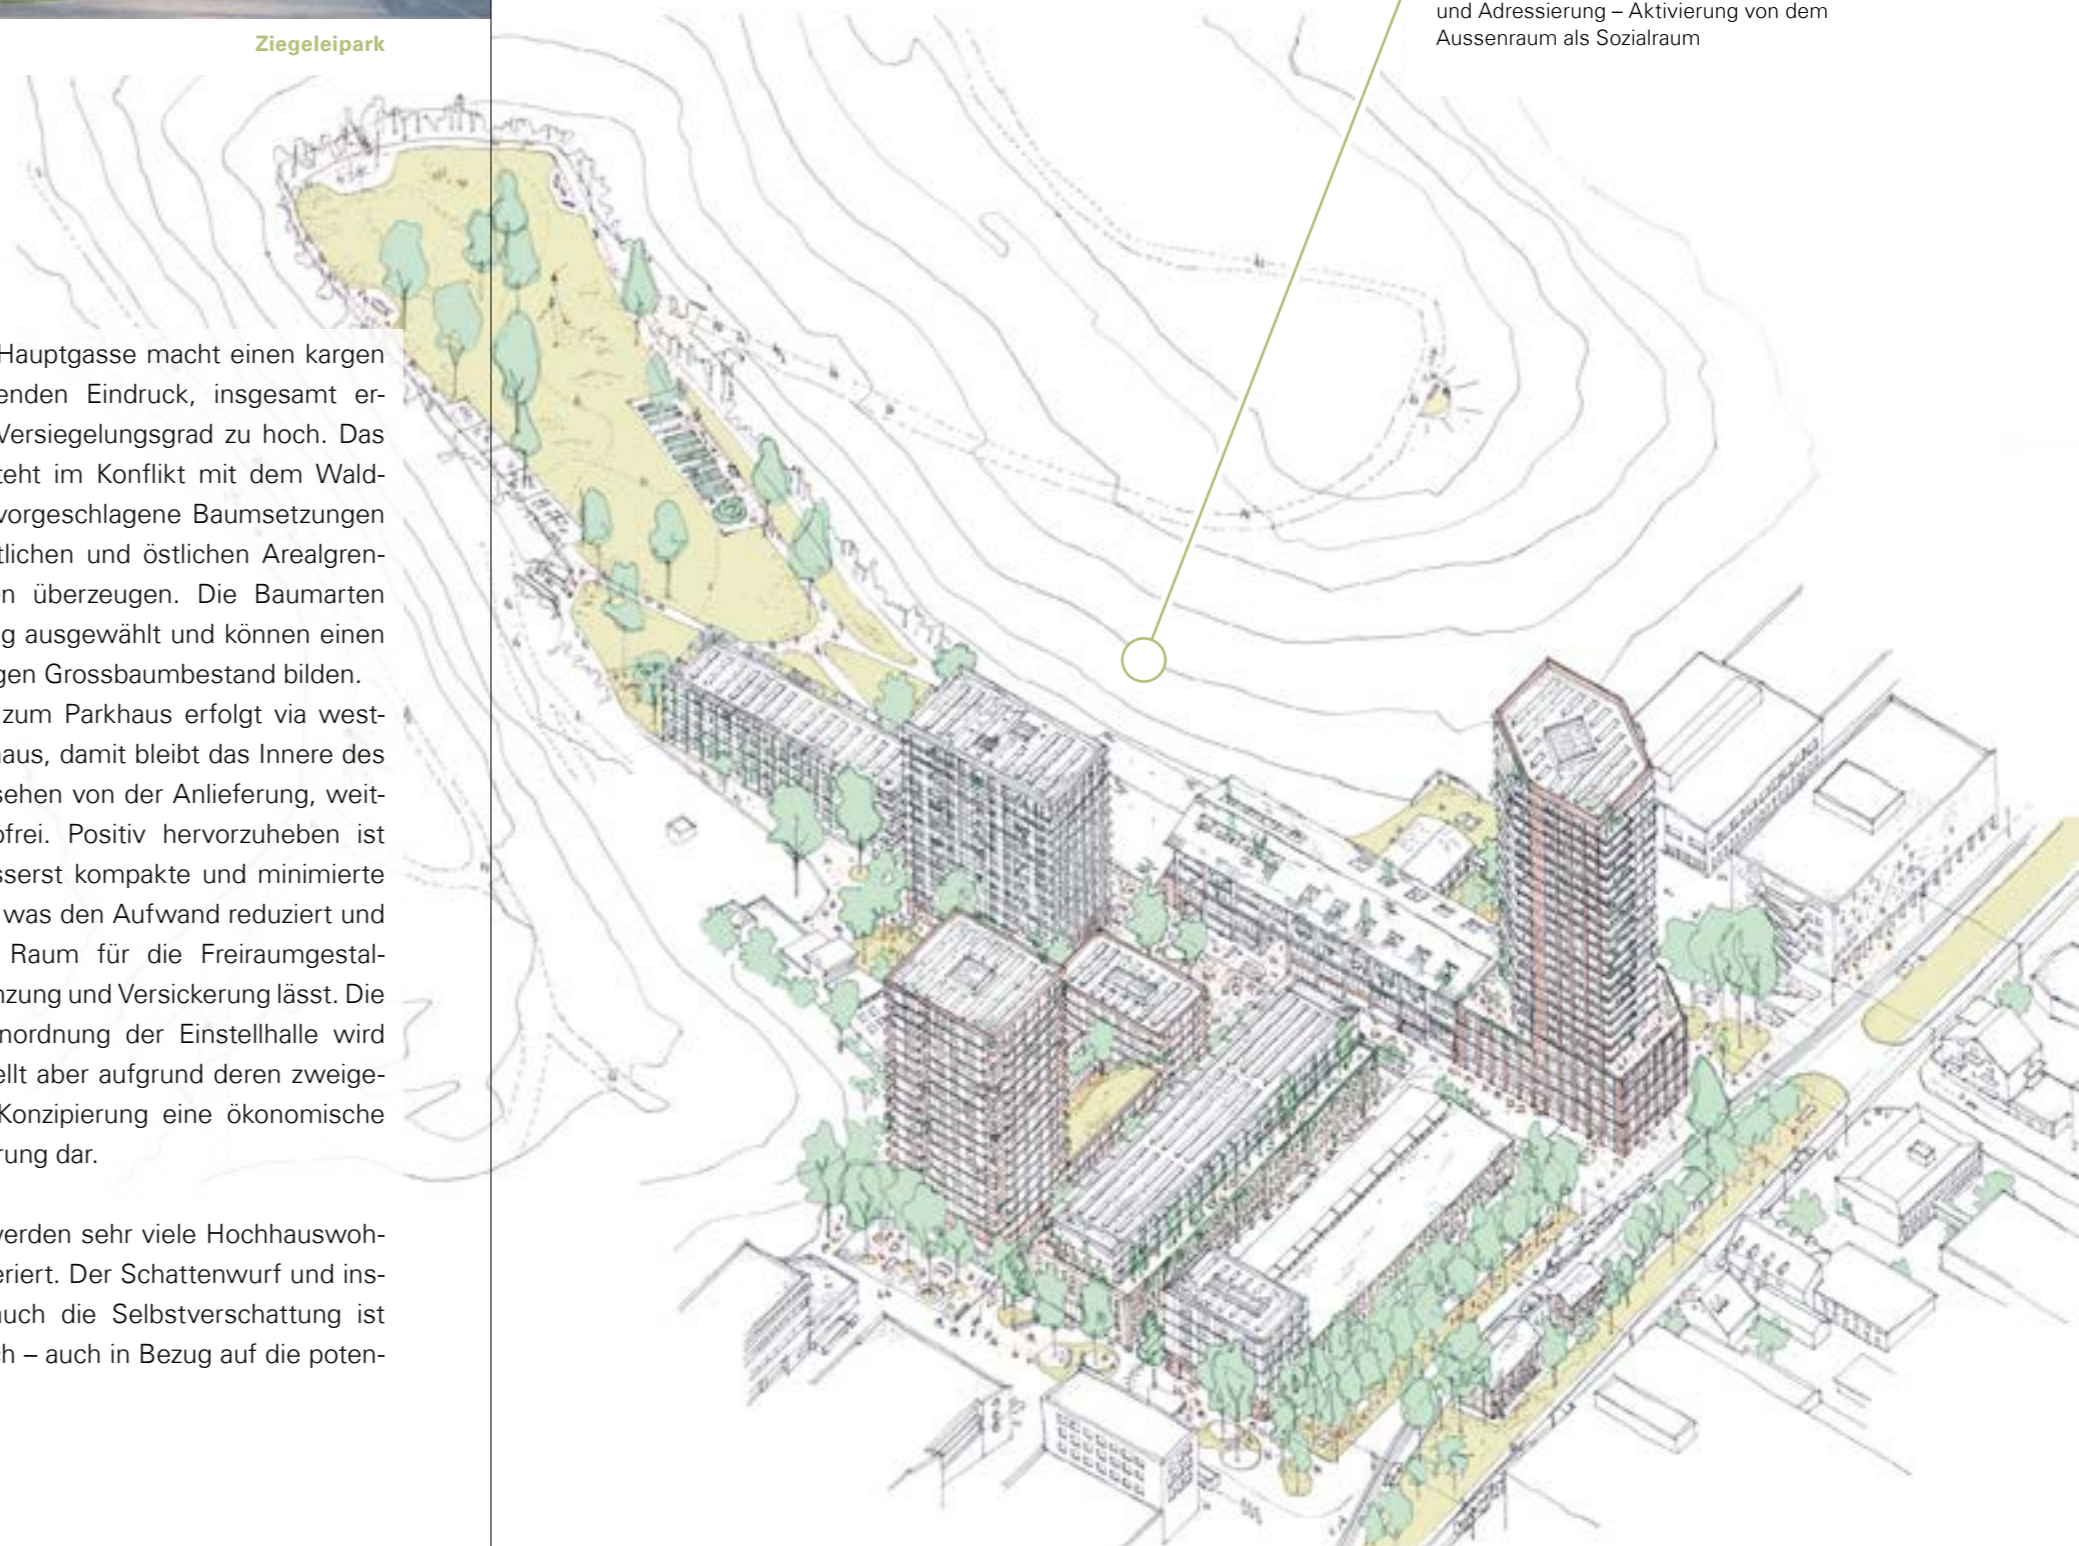 Ziegeleipark
und Adressierung – Aktivierung von dem
Aussenraum als Sozialraum
Hauptgasse macht einen kargen
enden Eindruck, insgesamt er-
Versiegelungsgrad zu hoch. Das
teht im Konflikt mit dem Wald-
vorgeschlagene Baumsetzungen
tlichen und östlichen Arealgren-
n überzeugen. Die Baumarten
g ausgewählt und können einen
gen Grossbaumbestand bilden.
zum Parkhaus erfolgt via west-
haus, damit bleibt das Innere des
sehen von der Anlieferung, weit-
ofrei. Positiv hervorzuheben ist
sserst kompakte und minimierte
was den Aufwand reduziert und
Raum für die Freiraumgestal-
nzung und Versickerung lässt. Die
nordnung der Einstellhalle wird
ellt aber aufgrund deren zweige-
Konzipierung eine ökonomische
rung dar.
werden sehr viele Hochhauswoh-
eriert. Der Schattenwurf und ins-
auch die Selbstverschattung ist
ch – auch in Bezug auf die poten-